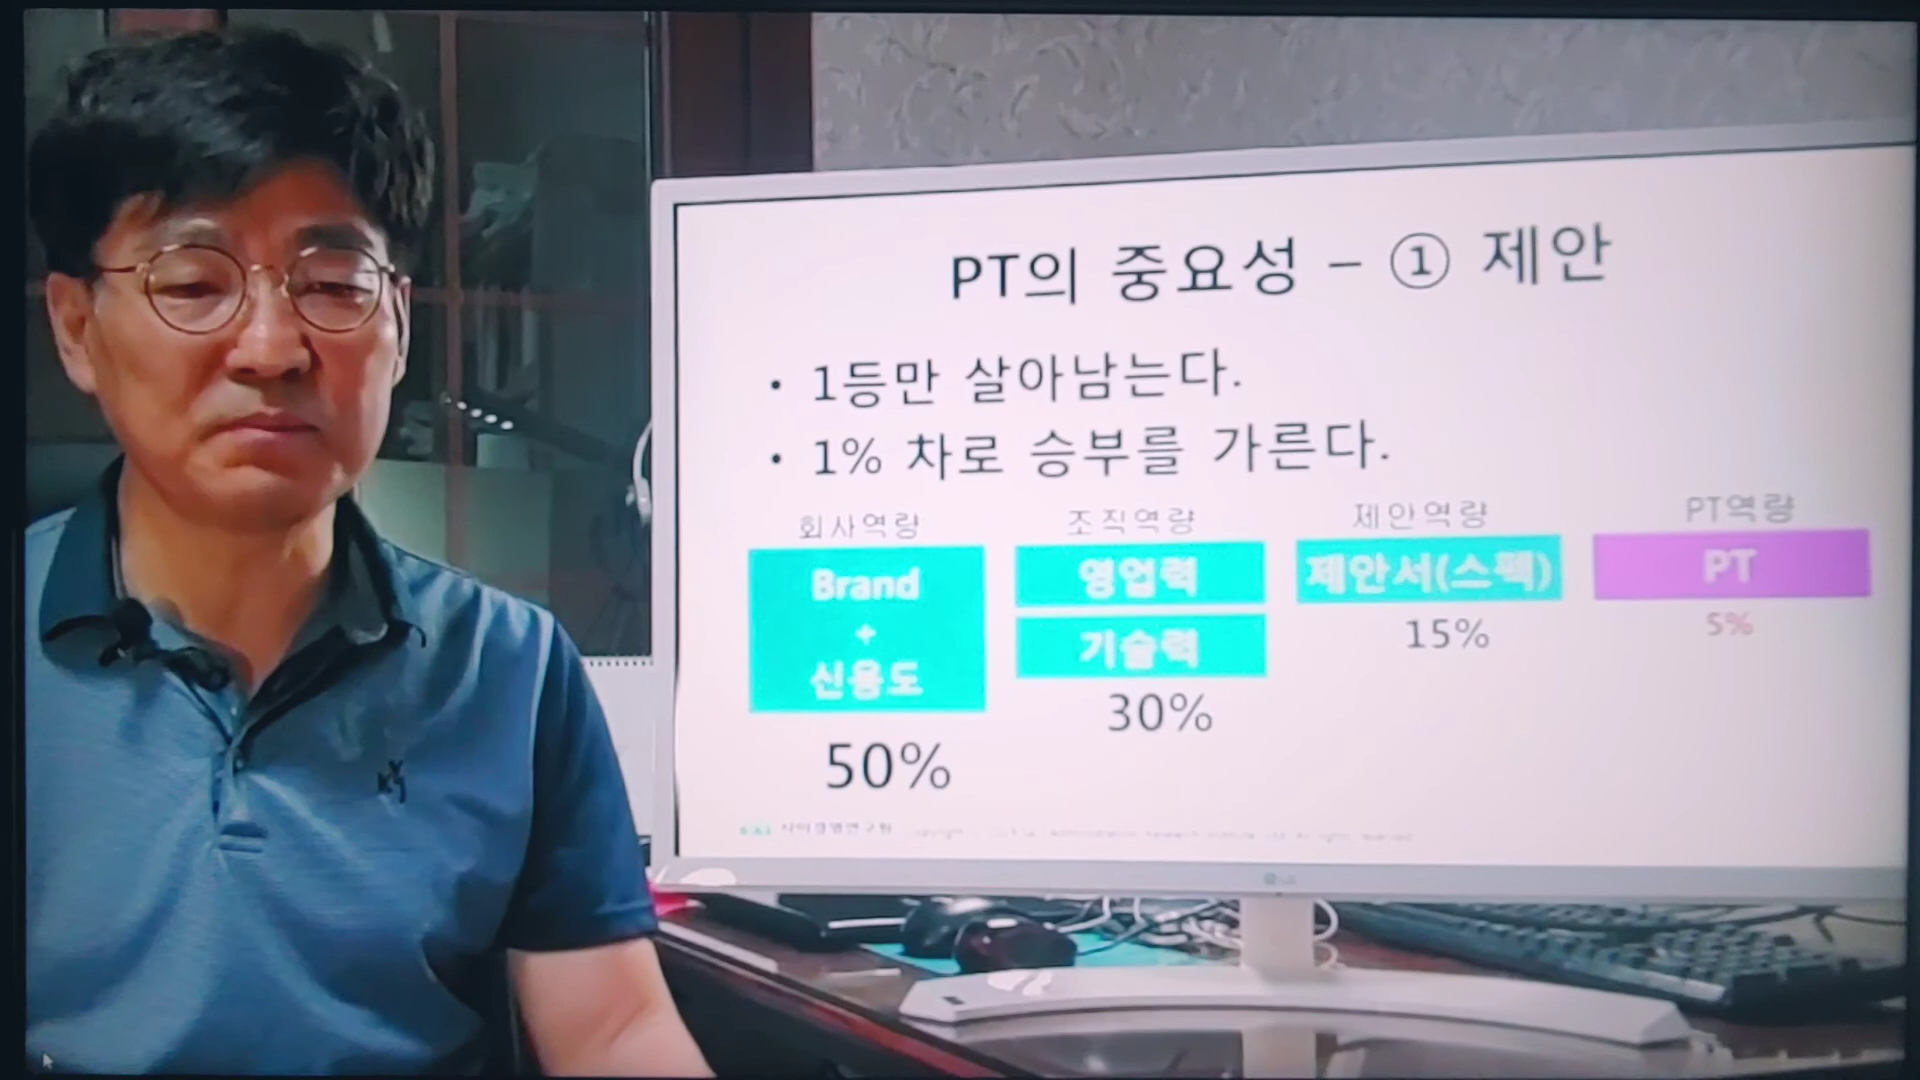 PT의 중요성 – ① 제안
• 1등만 살아남는다.
• 1% 차로 승부를 가른다.
회사역량
조직역량
제안역량
PT역량
Brand
+
신용도
영업력
기술력
제안서(스펙)
PT
50%
30%
15%
5%
LG